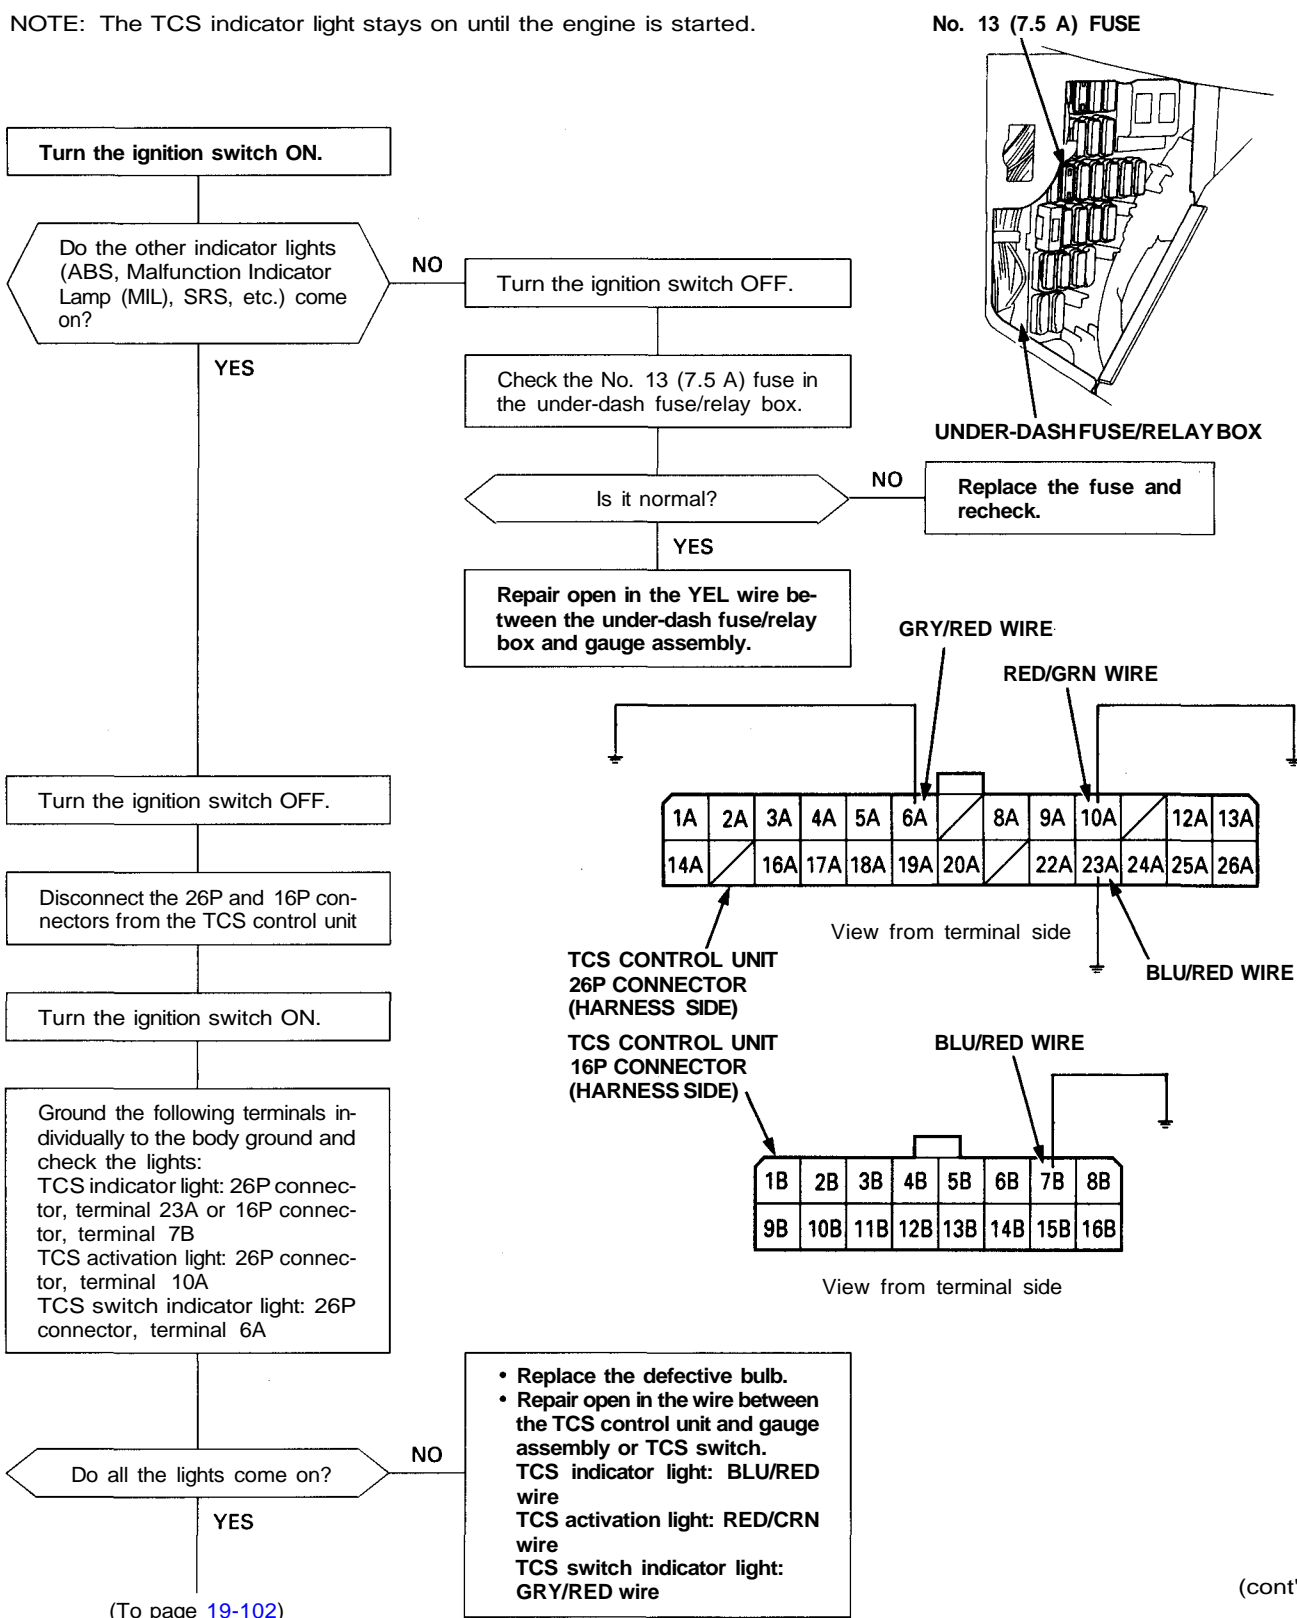 NOTE: The TCS indicator light stays on until the engine is started.
No. 13 (7.5 A) FUSE
Turn the ignition switch ON.
Do the other indicator lights
(ABS, Malfunction Indicator
Lamp (MIL), SRS, etc.) come
on?
NO
Turn the ignition switch OFF.
YES
Check the No. 13 (7.5 A) fuse in
the under-dash fuse/relay box.
UNDER-DASH FUSE/RELAY BOX
Is it normal?
NO
Replace the fuse and
recheck.
YES
Repair open in the YEL wire be-
tween the under-dash fuse/relay
box and gauge assembly.
GRY/RED WIRE
RED/GRN WIRE
Turn the ignition switch OFF.
1A 2A 3A 4A 5A 6A 8A 9A 10A 12A 13A
14A 16A 17A 18A 19A 20A 22A 23A 24A 25A 26A
Disconnect the 26P and 16P con-
nectors from the TCS control unit
View from terminal side
TCS CONTROL UNIT
26P CONNECTOR
(HARNESS SIDE)
BLU/RED WIRE
Turn the ignition switch ON.
TCS CONTROL UNIT
16P CONNECTOR
(HARNESS SIDE)
BLU/RED WIRE
Ground the following terminals in-
dividually to the body ground and
check the lights:
TCS indicator light: 26P connec-
tor, terminal 23A or 16P connec-
tor, terminal 7B
TCS activation light: 26P connec-
tor, terminal 10A
TCS switch indicator light: 26P
connector, terminal 6A
1B 2B 3B 4B 5B 6B 7B 8B
9B 10B 11B 12B 13B 14B 15B 16B
View from terminal side
Do all the lights come on?
NO
• Replace the defective bulb.
• Repair open in the wire between
the TCS control unit and gauge
assembly or TCS switch.
TCS indicator light: BLU/RED
wire
TCS activation light: RED/CRN
wire
TCS switch indicator light:
GRY/RED wire
YES
(To page 19-102)
(cont'